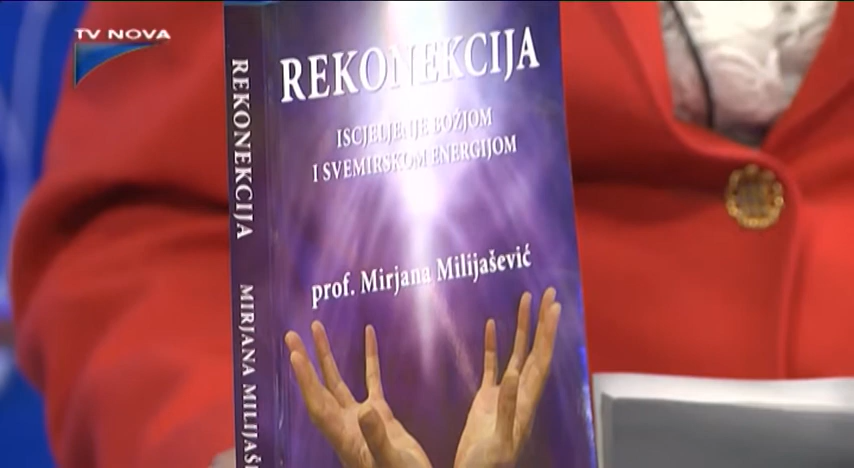 TV NOVA
REKONEKCIJA
ISCJELJENJE BOŽJOM
I SVEMIRSKOM ENERGIJOM
prof. Mirjana Milijašević
REKONEKCIJA MIRJANA